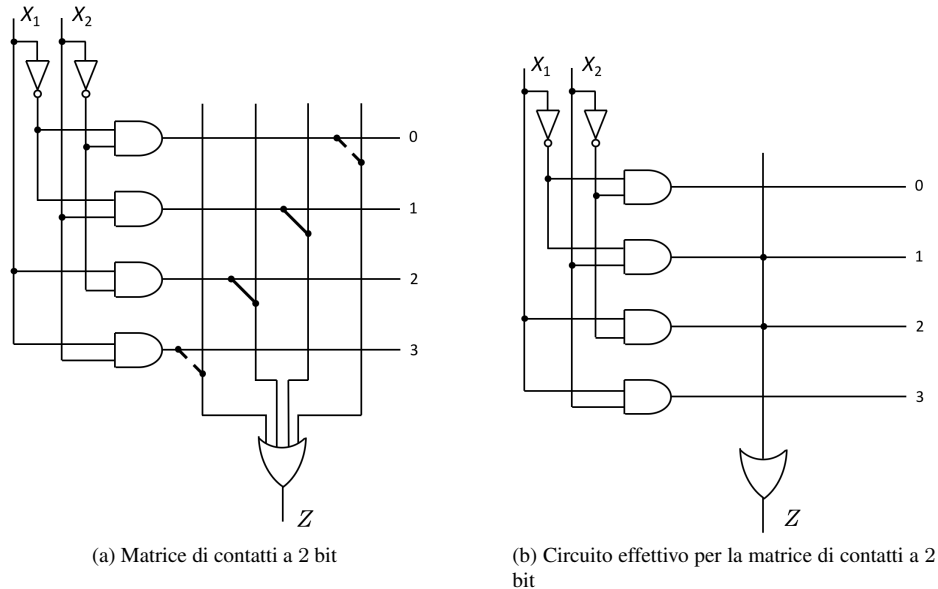 X1 X2
0
1
2
3
Z
(a) Matrice di contatti a 2 bit
X1 X2
0
1
2
3
Z
(b) Circuito effettivo per la matrice di contatti a 2
bit